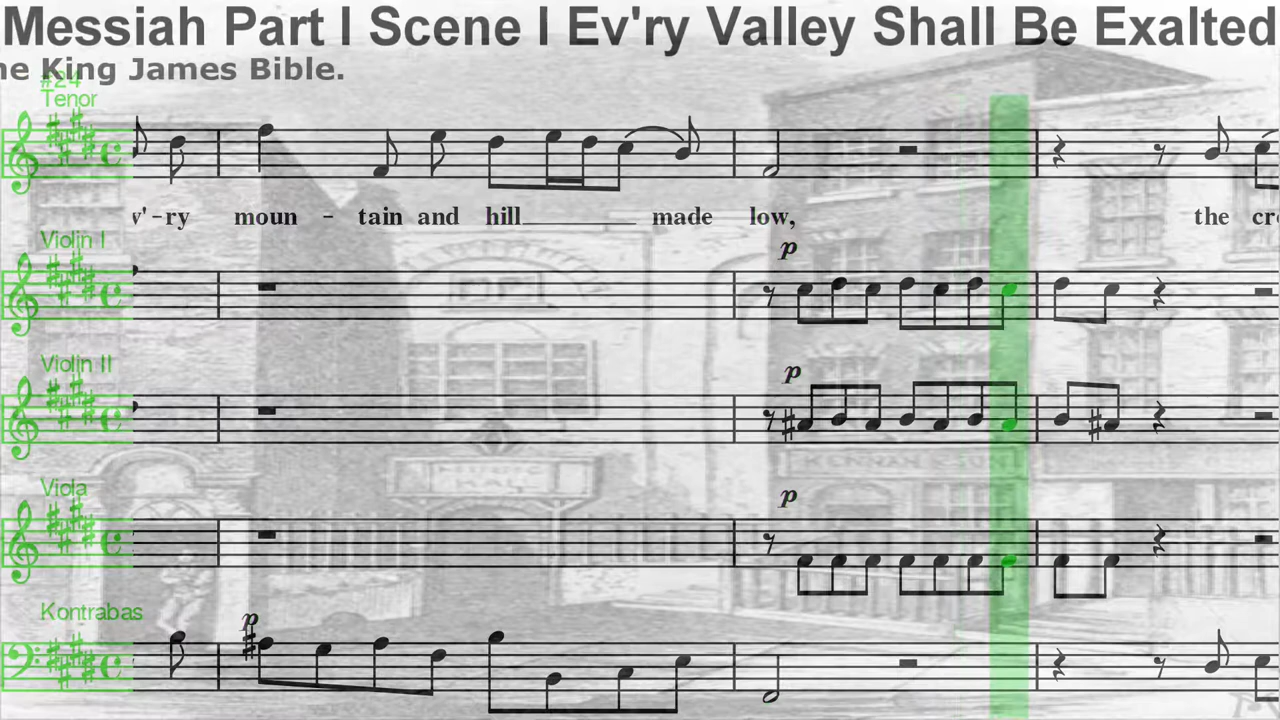 Messiah Part I Scene I Ev'ry Valley Shall Be Exalted
he King James Bible.
#24
Tenor
v'-ry moun - tain and hill made low, the cr
Violin I
p
Violin II
p
Viola
p
Kontrabas
p